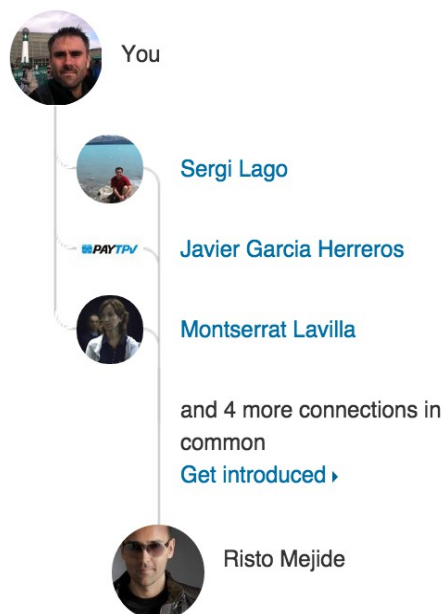 You
Sergi Lago
PAYTPV
Javier Garcia Herreros
Montserrat Lavilla
and 4 more connections in
common
Get introduced
Risto Mejide